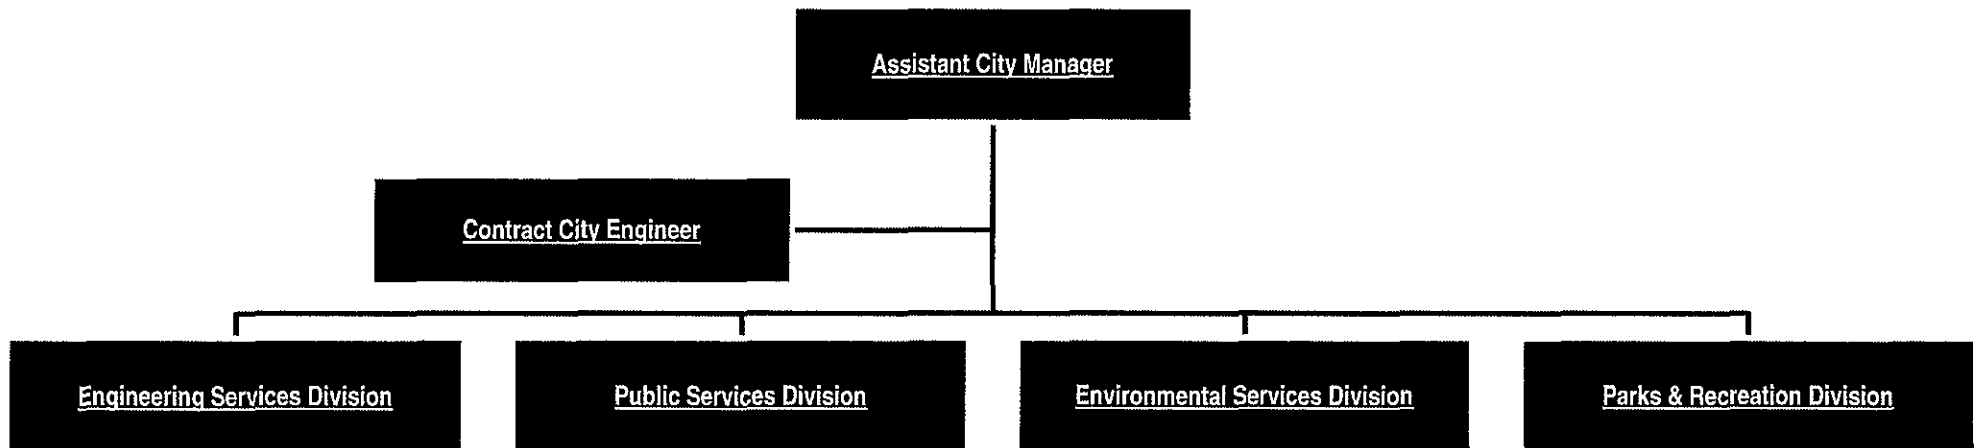 Assistant City Manager
Contract City Engineer
Engineering Services Division
Public Services Division
Environmental Services Division
Parks & Recreation Division